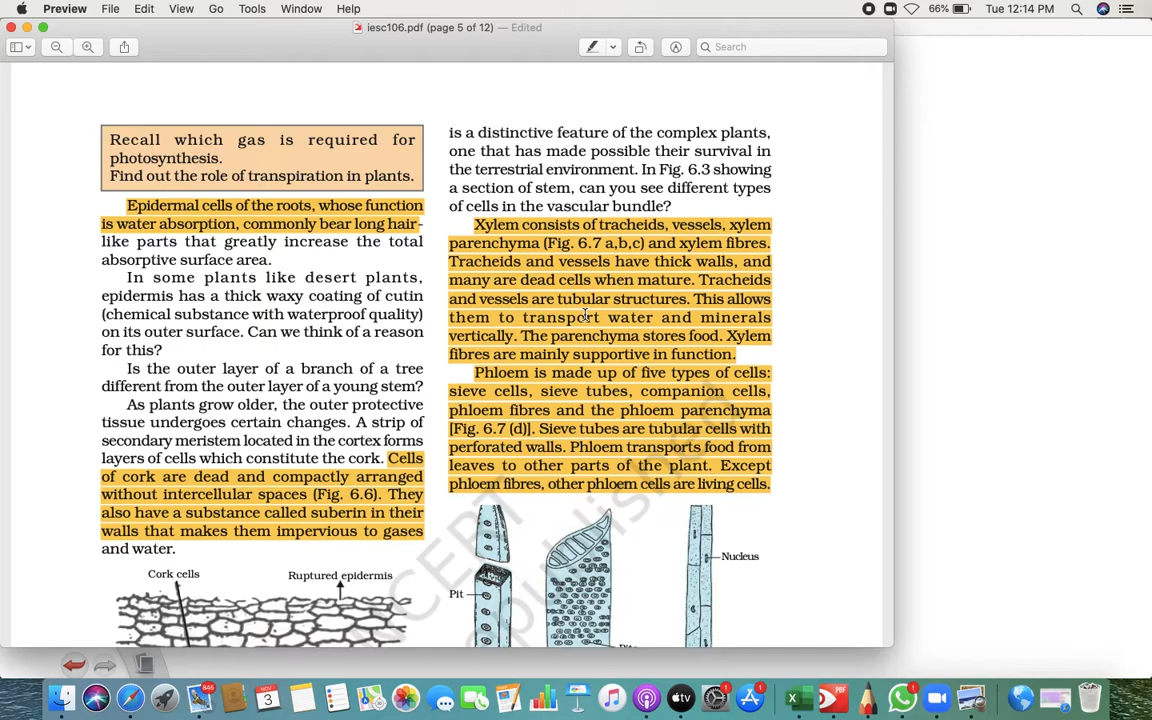 Preview File Edit View Go Tools Window Help 66% Tue 12:14 PM
iesc106.pdf (page 5 of 12) — Edited
Search
Recall which gas is required for
photosynthesis.
Find out the role of transpiration in plants.
Epidermal cells of the roots, whose function
is water absorption, commonly bear long hair-
like parts that greatly increase the total
absorptive surface area.
In some plants like desert plants,
epidermis has a thick waxy coating of cutin
(chemical substance with waterproof quality)
on its outer surface. Can we think of a reason
for this?
Is the outer layer of a branch of a tree
different from the outer layer of a young stem?
As plants grow older, the outer protective
tissue undergoes certain changes. A strip of
secondary meristem located in the cortex forms
layers of cells which constitute the cork. Cells
of cork are dead and compactly arranged
without intercellular spaces (Fig. 6.6). They
also have a substance called suberin in their
walls that makes them impervious to gases
and water.
Cork cells
Ruptured epidermis
is a distinctive feature of the complex plants,
one that has made possible their survival in
the terrestrial environment. In Fig. 6.3 showing
a section of stem, can you see different types
of cells in the vascular bundle?
Xylem consists of tracheids, vessels, xylem
parenchyma (Fig. 6.7 a,b,c) and xylem fibres.
Tracheids and vessels have thick walls, and
many are dead cells when mature. Tracheids
and vessels are tubular structures. This allows
them to transport water and minerals
vertically. The parenchyma stores food. Xylem
fibres are mainly supportive in function.
Phloem is made up of five types of cells:
sieve cells, sieve tubes, companion cells,
phloem fibres and the phloem parenchyma
[Fig. 6.7 (d)]. Sieve tubes are tubular cells with
perforated walls. Phloem transports food from
leaves to other parts of the plant. Except
phloem fibres, other phloem cells are living cells.
Nucleus
Pit
NOV
3
PDF
tv